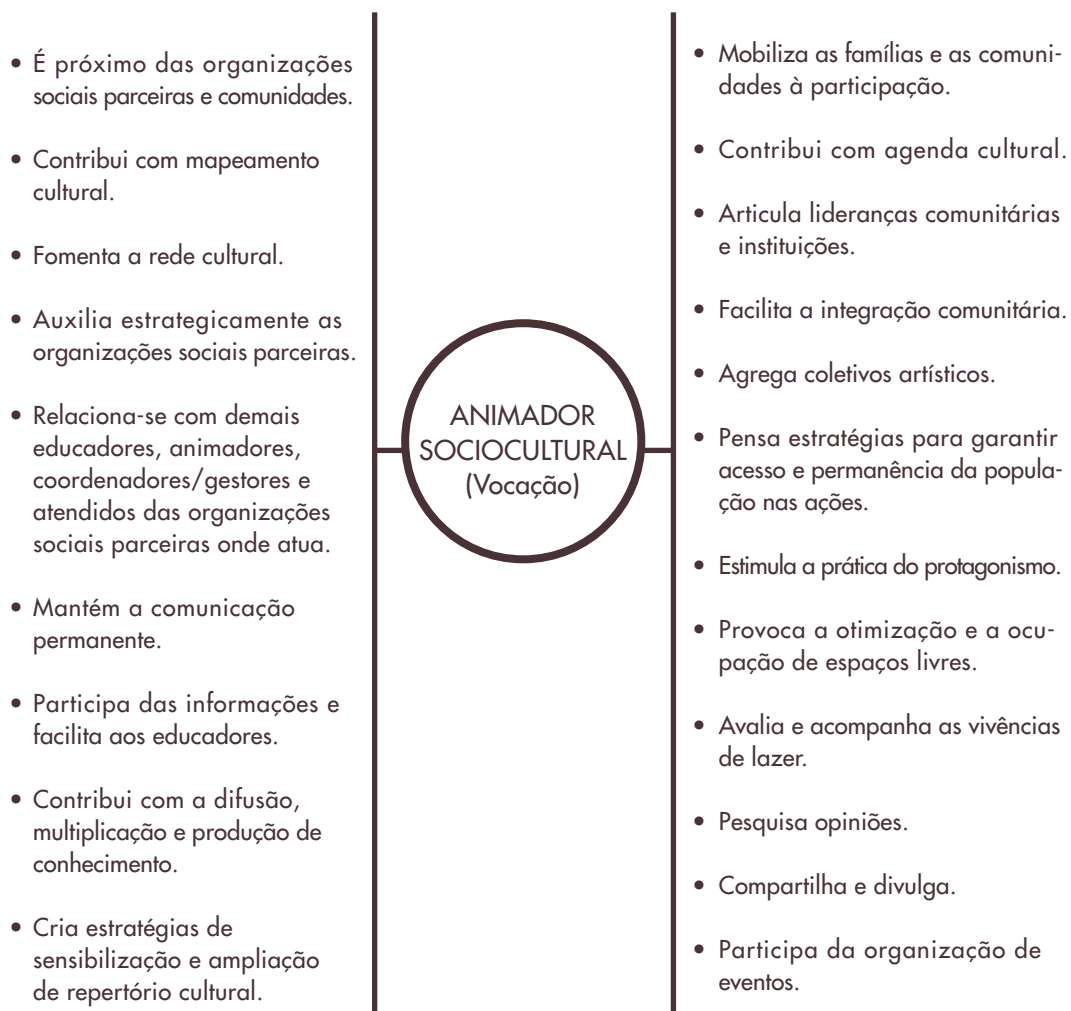 • É próximo das organizações
sociais parceiras e comunidades.
• Contribui com mapeamento
cultural.
• Fomenta a rede cultural.
• Auxilia estrategicamente as
organizações sociais parceiras.
• Relaciona-se com demais
educadores, animadores,
coordenadores/gestores e
atendidos das organizações
sociais parceiras onde atua.
• Mantém a comunicação
permanente.
• Participa das informações e
facilita aos educadores.
• Contribui com a difusão,
multiplicação e produção de
conhecimento.
• Cria estratégias de
sensibilização e ampliação
de repertório cultural.
ANIMADOR
SOCIOCULTURAL
(Vocação)
• Mobiliza as famílias e as comuni-
dades à participação.
• Contribui com agenda cultural.
• Articula lideranças comunitárias
e instituições.
• Facilita a integração comunitária.
• Agrega coletivos artísticos.
• Pensa estratégias para garantir
acesso e permanência da popula-
ção nas ações.
• Estimula a prática do protagonismo.
• Provoca a otimização e a ocu-
pação de espaços livres.
• Avalia e acompanha as vivências
de lazer.
• Pesquisa opiniões.
• Compartilha e divulga.
• Participa da organização de
eventos.